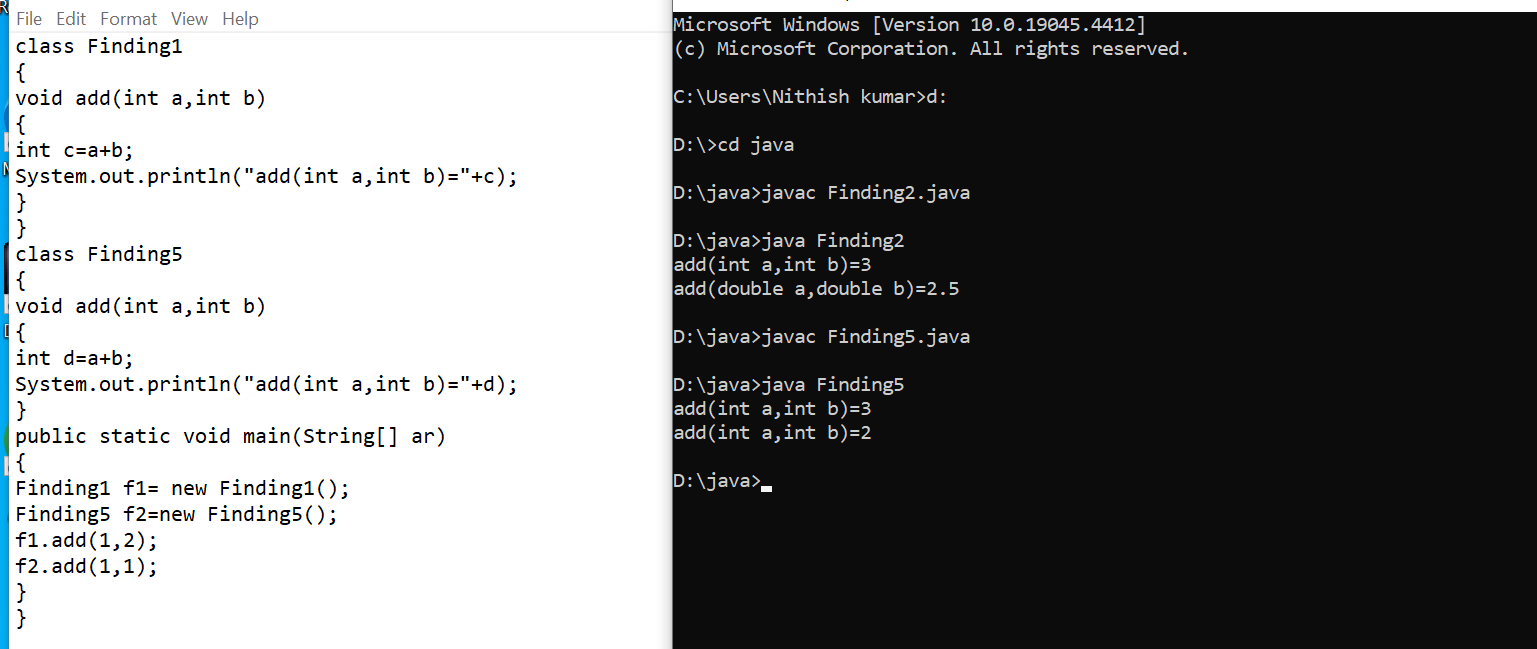 File Edit Format View Help
class Finding1
{
void add(int a,int b)
{
int c=a+b;
System.out.println("add(int a,int b)="+c);
}
}
class Finding5
{
void add(int a,int b)
{
int d=a+b;
System.out.println("add(int a,int b)="+d);
}
public static void main(String[] ar)
{
Finding1 f1= new Finding1();
Finding5 f2=new Finding5();
f1.add(1,2);
f2.add(1,1);
}
}
Microsoft Windows [Version 10.0.19045.4412]
(c) Microsoft Corporation. All rights reserved.
C:\Users\Nithish kumar>d:
D:\>cd java
D:\java>javac Finding2.java
D:\java>java Finding2
add(int a,int b)=3
add(double a,double b)=2.5
D:\java>javac Finding5.java
D:\java>java Finding5
add(int a,int b)=3
add(int a,int b)=2
D:\java>